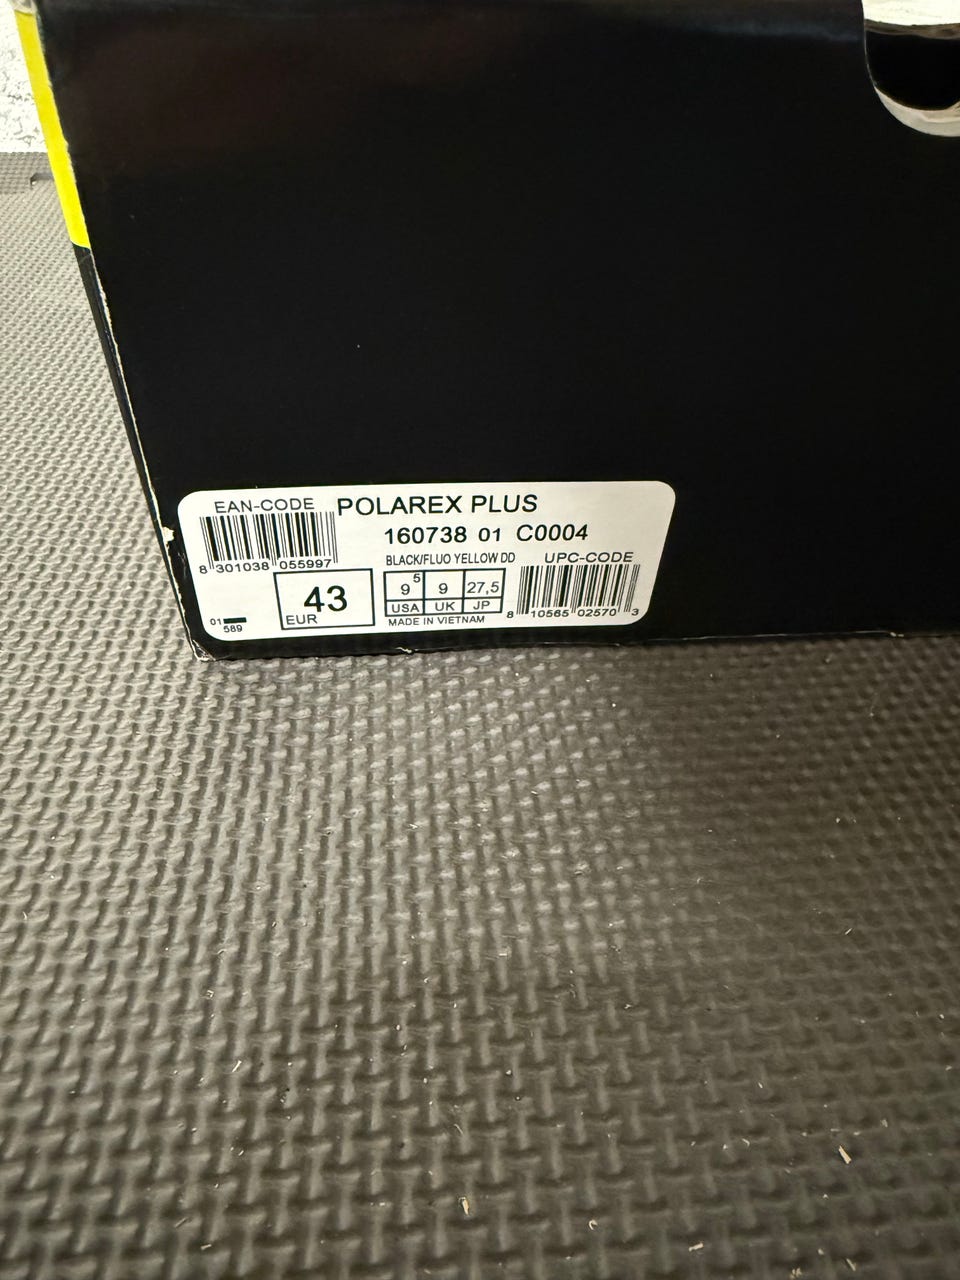 EAN-CODE POLAREX PLUS
160738 01 C0004
BLACK/FLUO YELLOW DD UPC-CODE
8 301038 055997
43
EUR
9 5 9 27,5
USA UK JP
MADE IN VIETNAM
8 10565 02570 3
01
589